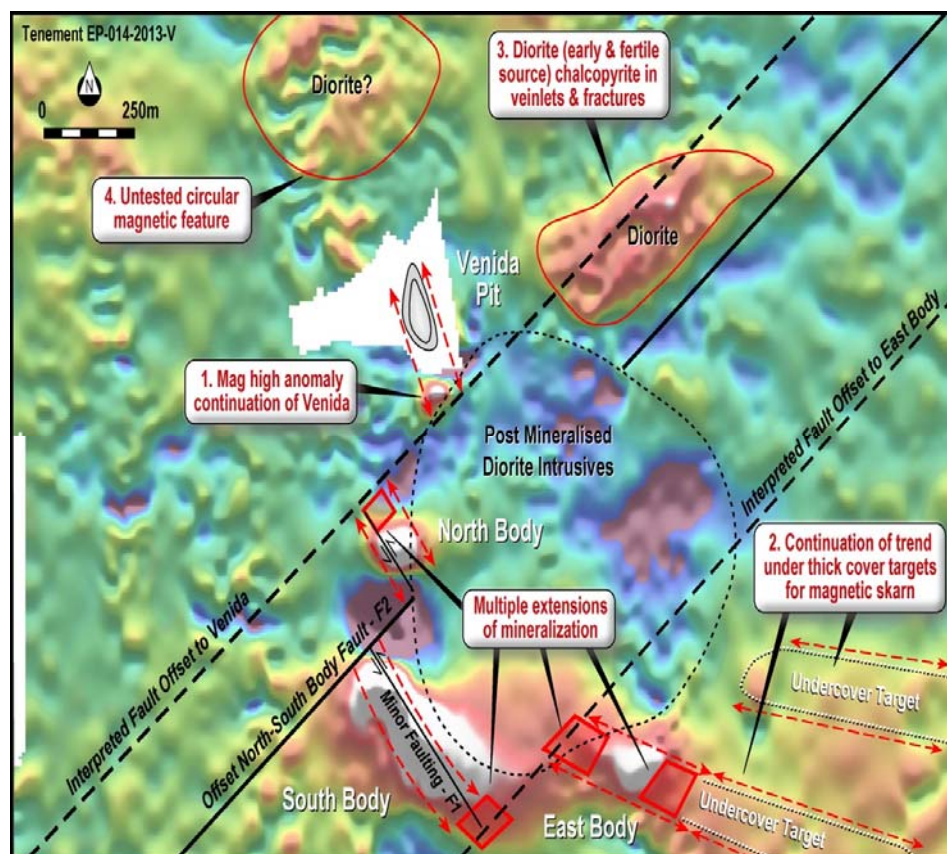 Tenement EP-014-2013-V
N
0
250m
Diorite?
3. Diorite (early & fertile
source) chalcopyrite in
veinlets & fractures
4. Untested circular
magnetic feature
Diorite
Venida
Pit
1. Mag high anomaly
continuation of Venida
Post Mineralised
Diorite Intrusives
Interpreted Fault Offset to East Body
North Body
2. Continuation of trend
under thick cover targets
for magnetic skarn
Multiple extensions
of mineralization
Interpreted Fault Offset to Venida
Offset North-South Body Fault - F2
Minor Faulting - F1
Undercover Target
South Body
East Body
Undercover Target